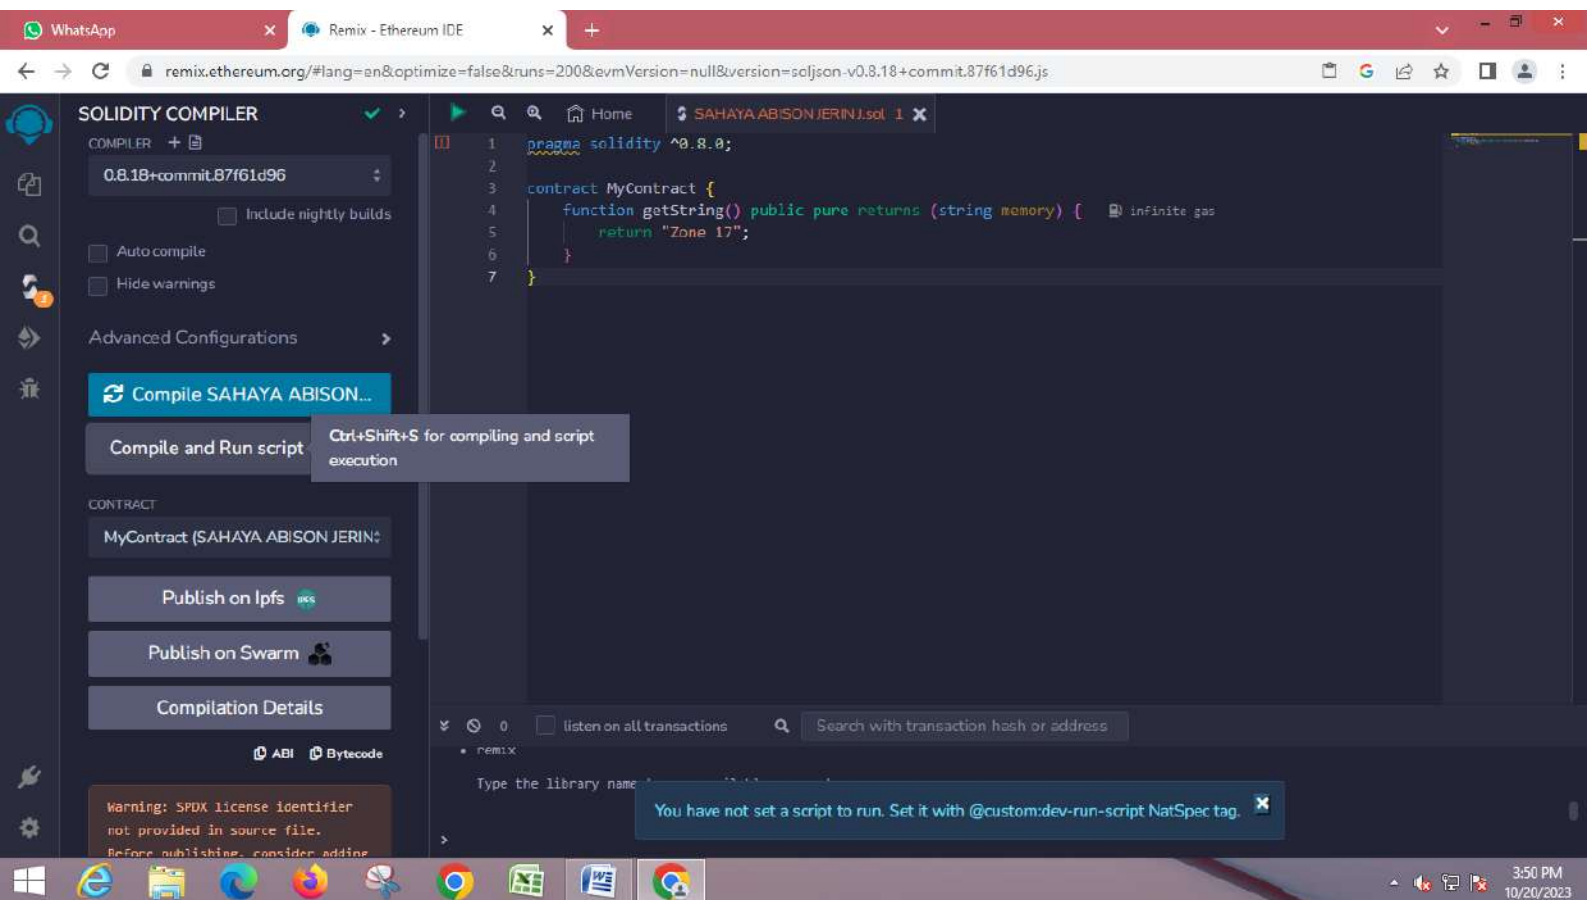 WhatsApp
Remix - Ethereum IDE
remix.ethereum.org/#lang=en&optimize=false&runs=200&evmVersion=null&version=soljson-v0.8.18+commit.87f61d96.js
SOLIDITY COMPILER
COMPILER
0.8.18+commit.87f61d96
Include nightly builds
Auto compile
Hide warnings
Advanced Configurations
Compile SAHAYA ABISON...
Compile and Run script
Ctrl+Shift+S for compiling and script
execution
CONTRACT
MyContract (SAHAYA ABISON JERIN
Publish on Ipfs
IPFS
Publish on Swarm
Compilation Details
ABI Bytecode
Warning: SPDX license identifier
not provided in source file.
Before publishing, consider adding
Home
SAHAYA ABISON JERIN J.sol 1
1 pragma solidity ^0.8.0;
2
3 contract MyContract {
4 function getString() public pure returns (string memory) { infinite gas
5 return "Zone 17";
6 }
7 }
0 listen on all transactions Search with transaction hash or address
• remix
Type the library name
>
You have not set a script to run. Set it with @custom:dev-run-script NatSpec tag.
3:50 PM
10/20/2023